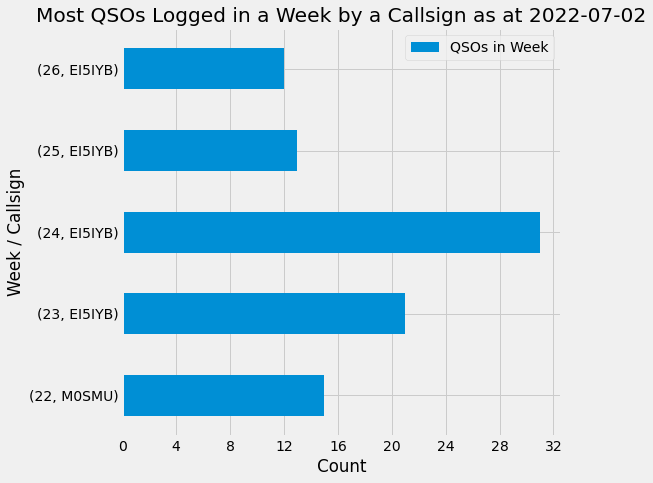 Most QSOs Logged in a Week by a Callsign as at 2022-07-02
QSOs in Week
(26, EI5IYB)
(25, EI5IYB)
(24, EI5IYB)
(23, EI5IYB)
(22, M0SMU)
Week / Callsign
0 4 8 12 16 20 24 28 32
Count